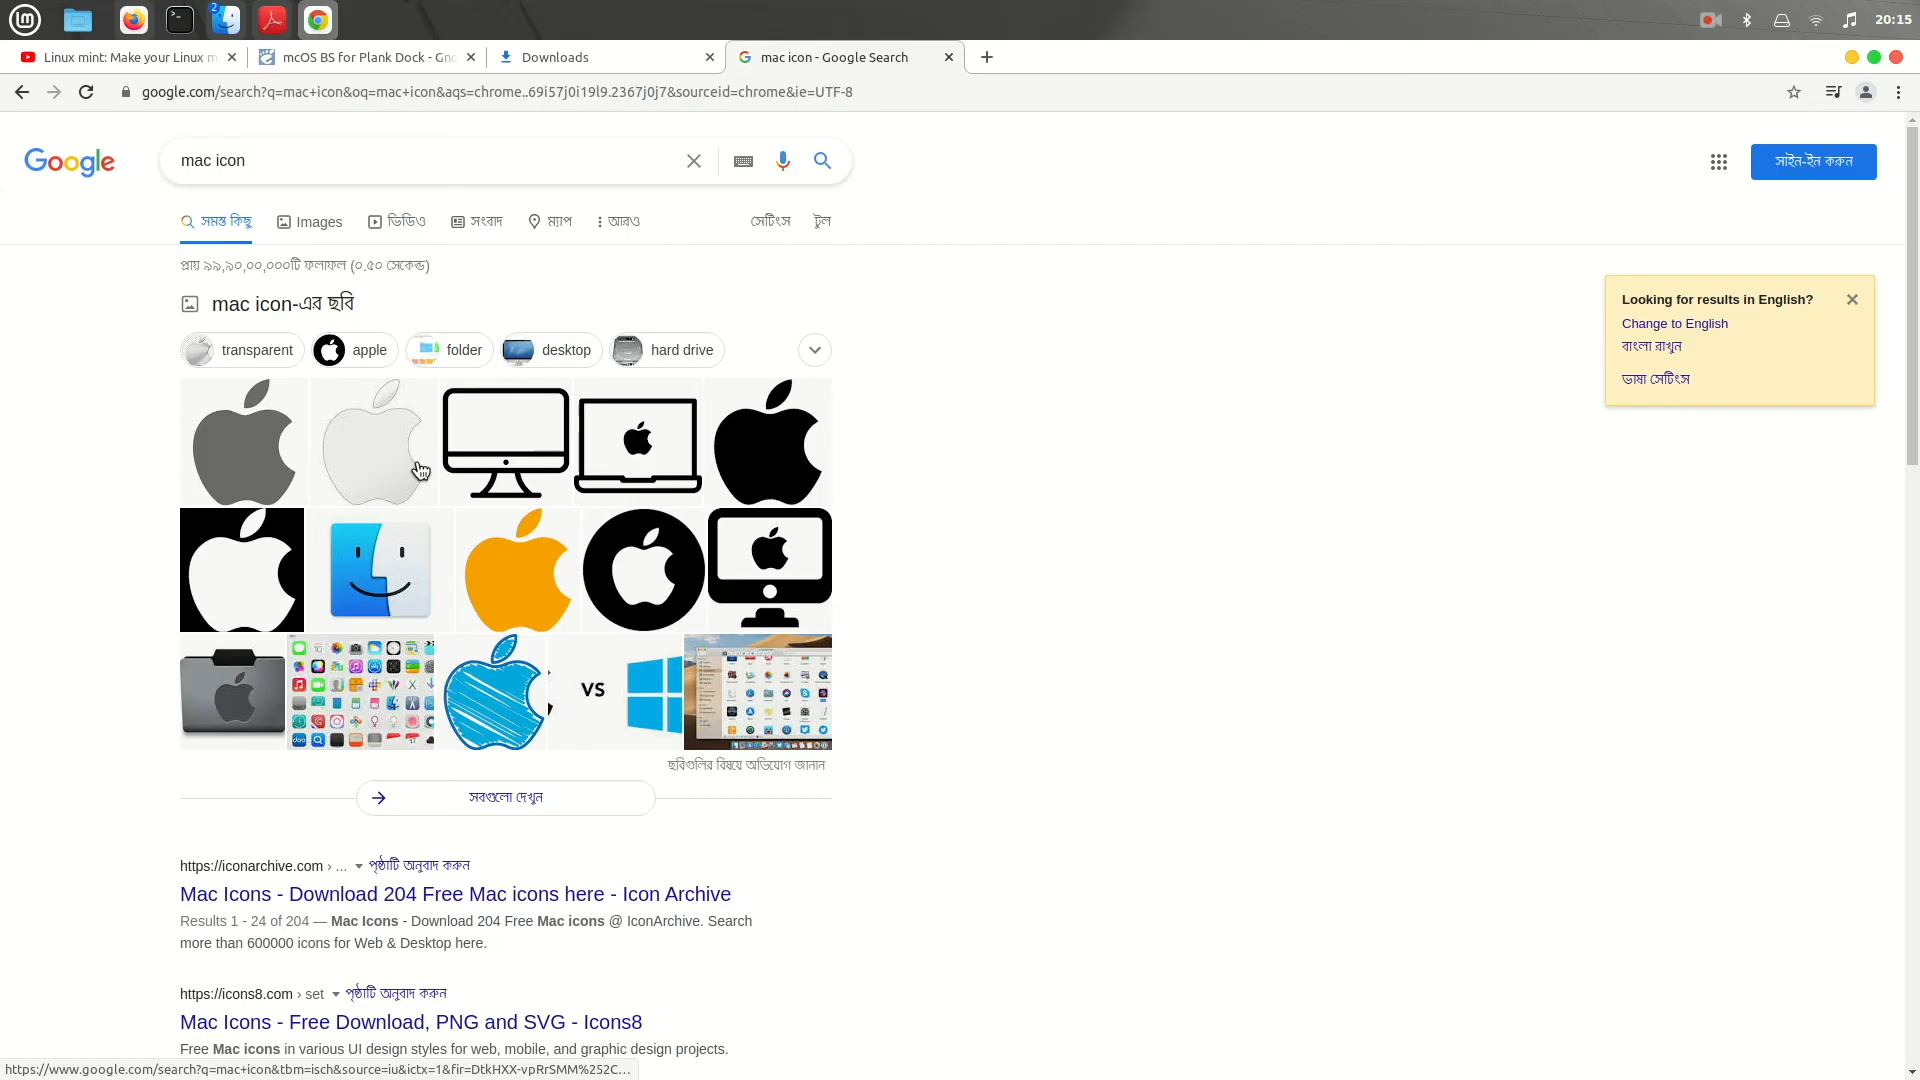 2
20:15
Linux mint: Make your Linux m
mcOS BS for Plank Dock - Gno
Downloads
mac icon - Google Search
google.com/search?q=mac+icon&oq=mac+icon&aqs=chrome..69i57j0i19l9.2367j0j7&sourceid=chrome&ie=UTF-8
Google
mac icon
সাইন-ইন করুন
সমস্ত কিছু
Images
ভিডিও
সংবাদ
ম্যাপ
আরও
সেটিংস
টুল
প্রায় ৯৯,৯০,০০,০০০টি ফলাফল (০.৫০ সেকেন্ড)
mac icon-এর ছবি
transparent
apple
folder
desktop
hard drive
Looking for results in English?
Change to English
বাংলা রাখুন
ভাষা সেটিংস
VS
ছবিগুলির বিষয়ে অভিযোগ জানান
সবগুলো দেখুন
https://iconarchive.com › ... পৃষ্ঠাটি অনুবাদ করুন
Mac Icons - Download 204 Free Mac icons here - Icon Archive
Results 1 - 24 of 204 — Mac Icons - Download 204 Free Mac icons @ IconArchive. Search
more than 600000 icons for Web & Desktop here.
https://icons8.com › set পৃষ্ঠাটি অনুবাদ করুন
Mac Icons - Free Download, PNG and SVG - Icons8
Free Mac icons in various UI design styles for web, mobile, and graphic design projects.
https://www.google.com/search?q=mac+icon&tbm=isch&source=iu&ictx=1&fir=DtkHXX-vpRrSMM%252C...